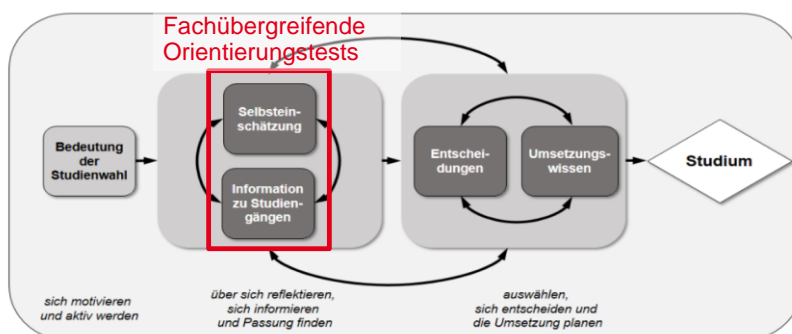 Fachübergreifende
Orientierungstests
Bedeutung
der
Studienwahl
Selbstein-
schätzung
Information
zu Studien-
gängen
Entschei-
dungen
Umsetzungs-
wissen
Studium
sich motivieren
und aktiv werden
über sich reflektieren,
sich informieren
und Passung finden
auswählen,
sich entscheiden und
die Umsetzung planen